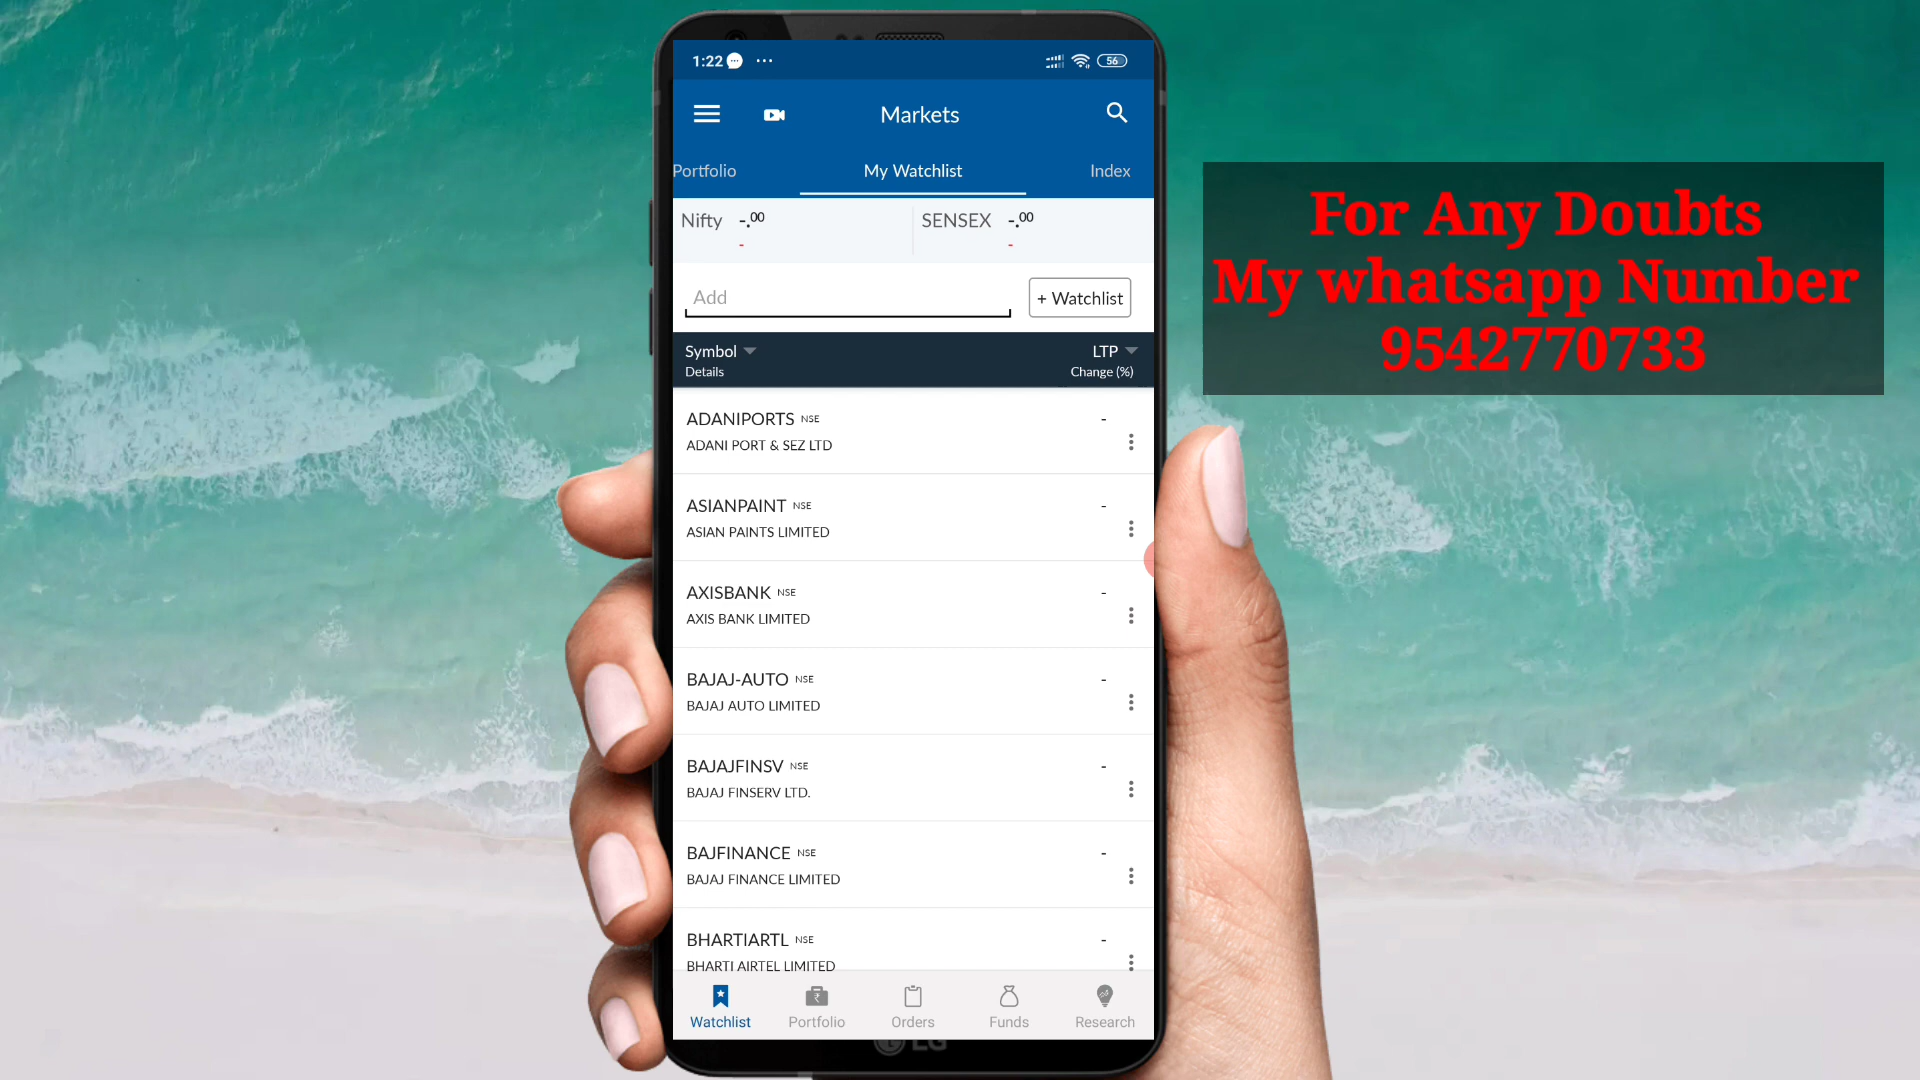 1:22
56
Markets
Portfolio My Watchlist Index
Nifty -.00 SENSEX -.00
- -
Add + Watchlist
Symbol LTP
Details Change (%)
ADANIPORTS NSE -
ADANI PORT & SEZ LTD
ASIANPAINT NSE -
ASIAN PAINTS LIMITED
AXISBANK NSE -
AXIS BANK LIMITED
BAJAJ-AUTO NSE -
BAJAJ AUTO LIMITED
BAJAJFINSV NSE -
BAJAJ FINSERV LTD.
BAJFINANCE NSE -
BAJAJ FINANCE LIMITED
BHARTIARTL NSE -
BHARTI AIRTEL LIMITED
Watchlist Portfolio Orders Funds Research
LG
For Any Doubts
My whatsapp Number
9542770733